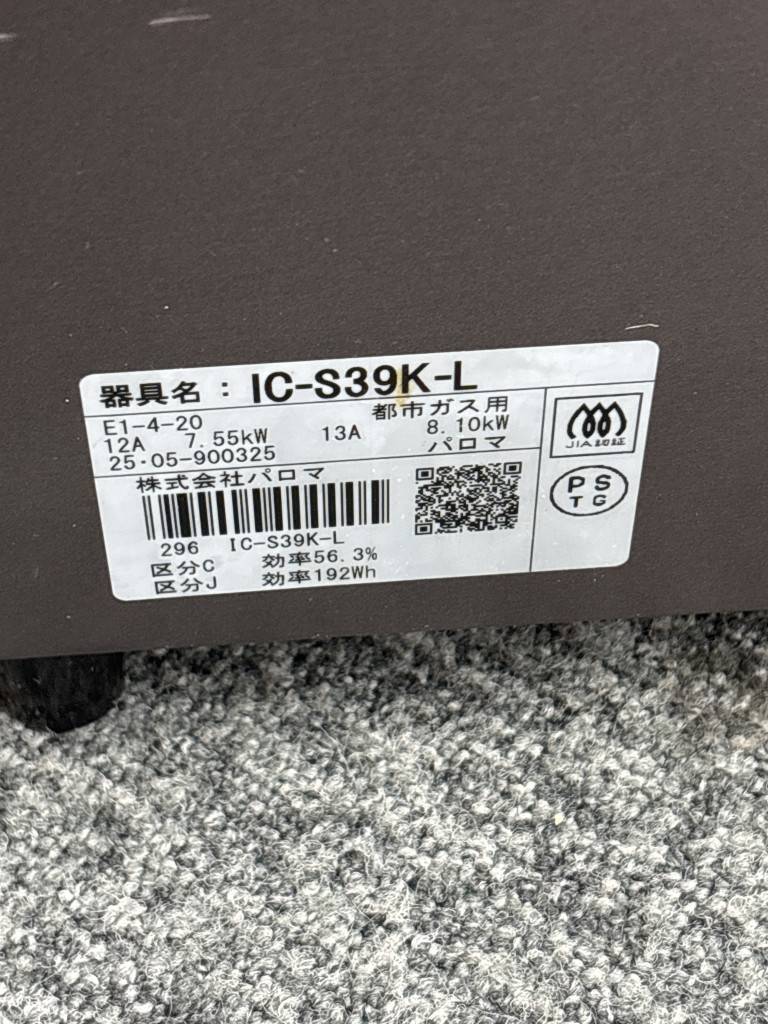 器具名：IC-S39K-L
E1-4-20 都市ガス用
12A 7.55kW 13A 8.10kW
25·05-900325 パロマ
株式会社パロマ
296 IC-S39K-L
区分C 効率56.3%
区分J 効率192Wh
JIA認証
PS
TG